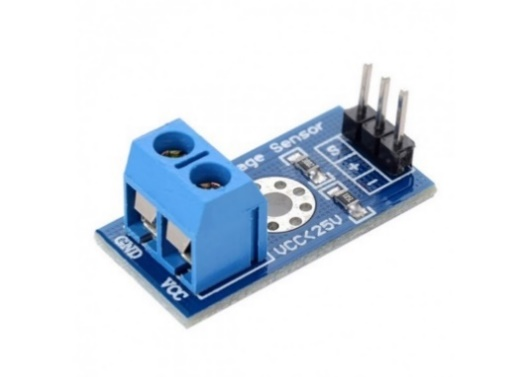 age Sensor
S
+
-
VCC<25V
GND
VCC